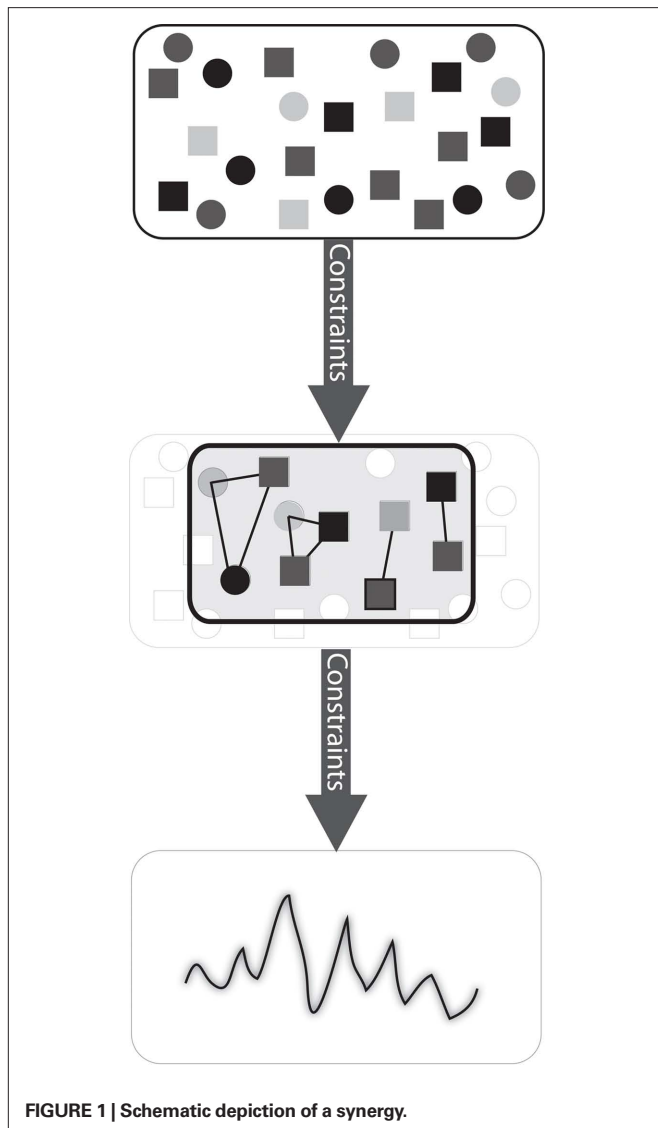 Constraints
Constraints
FIGURE 1 | Schematic depiction of a synergy.